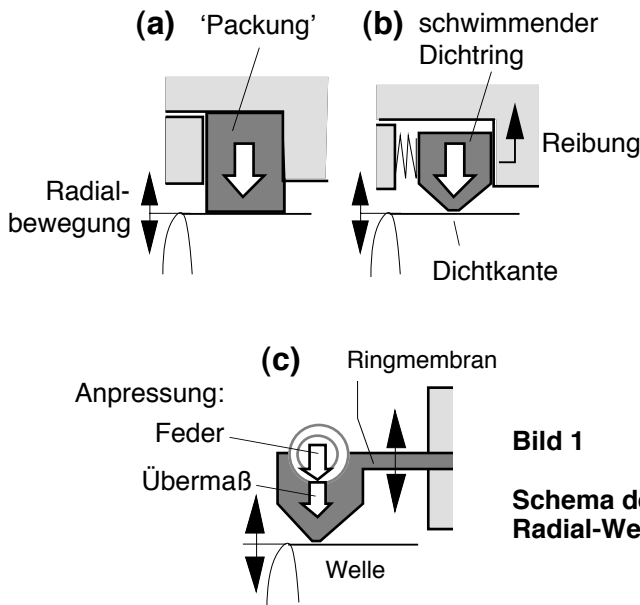 (a)
'Packung'
Radial-
bewegung
(b)
schwimmender
Dichtring
Reibung
Dichtkante
(c)
Ringmembran
Anpressung:
Feder
Übermaß
Welle
Bild 1
Schema de
Radial-We